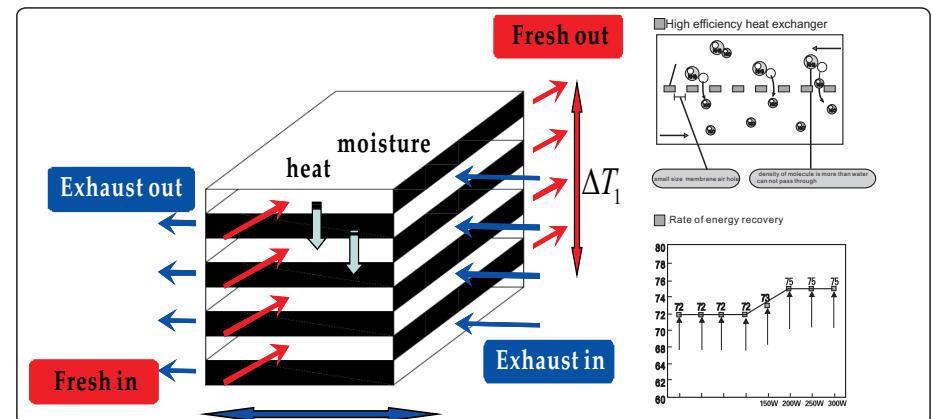 Fresh out
High efficiency heat exchanger
moisture
heat
Exhaust out
ΔT1
small size membrane air hole
density of molecule is more than water
can not pass through
Rate of energy recovery
80
78
76
74
72
70
68
66
64
62
60
72 72 72 72 73 75 75 75
150W 200W 250W 300W
Exhaust in
Fresh in